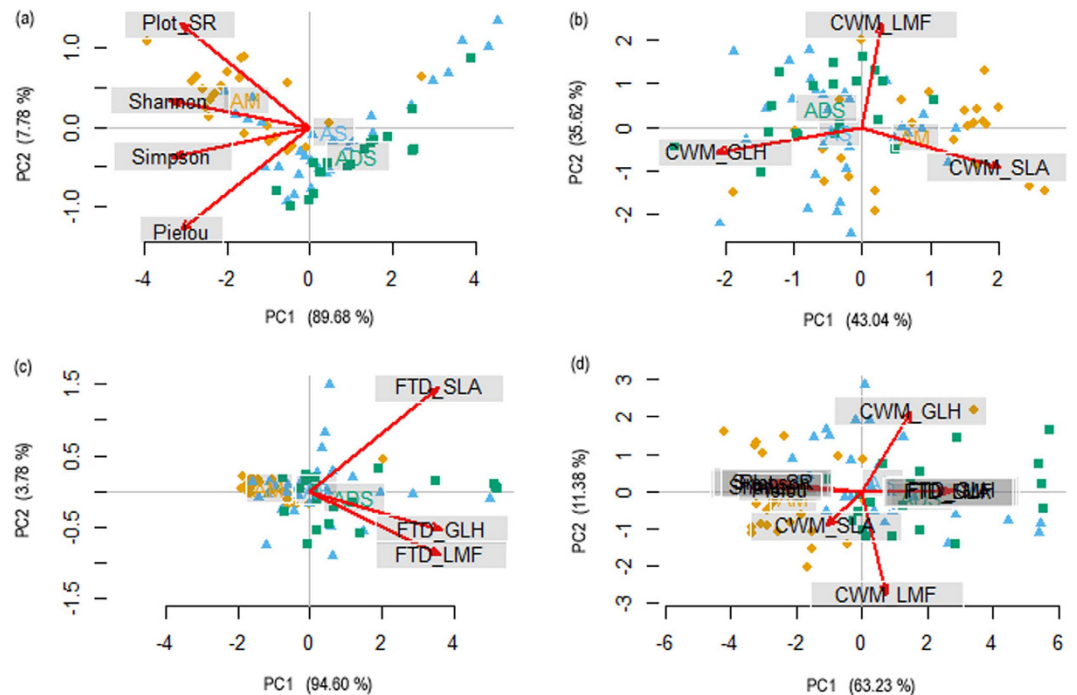 (a)
Plot_SR
Shannon
AM
Simpson
AS
ADS
Pielou
1.0
0.0
-1.0
PC2 (7.78 %)
-4 -2 0 2 4
PC1 (89.68 %)
(b)
CWM_LMF
ADS
AM
CWM_GLH
CWM_SLA
2
1
0
-1
-2
PC2 (35.62 %)
-2 -1 0 1 2
PC1 (43.04 %)
(c)
FTD_SLA
AM
ADS
FTD_GLH
FTD_LMF
1.5
0.5
-0.5
-1.5
PC2 (3.78 %)
-4 -2 0 2 4
PC1 (94.60 %)
(d)
CWM_GLH
Plot_SR
Pielou
CWM_SLA
CWM_LMF
3
2
1
0
-1
-2
-3
PC2 (11.38 %)
-6 -4 -2 0 2 4 6
PC1 (63.23 %)